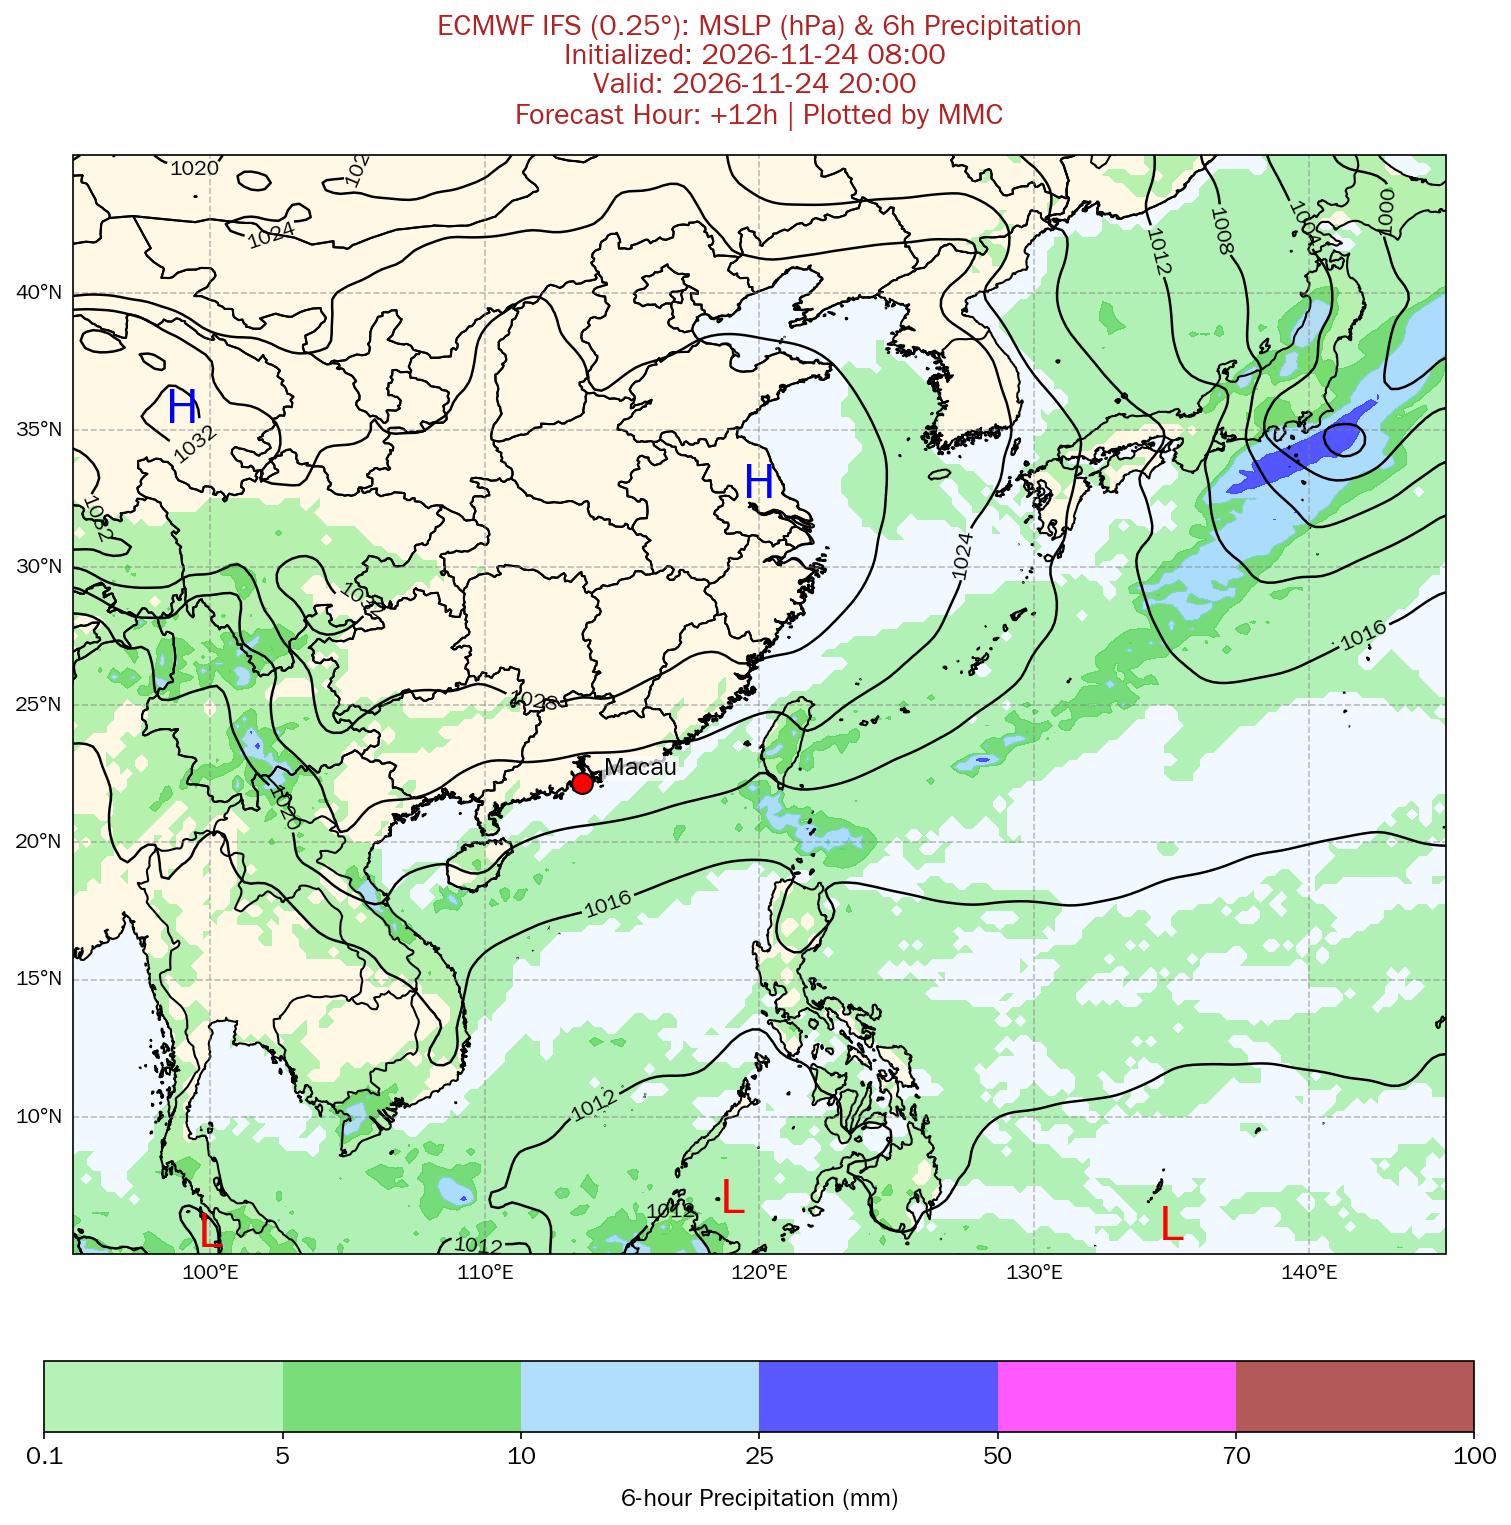 ECMWF IFS (0.25°): MSLP (hPa) & 6h Precipitation
Initialized: 2026-11-24 08:00
Valid: 2026-11-24 20:00
Forecast Hour: +12h | Plotted by MMC
1020
102
1024
1000
1004
1008
1012
40°N
H
35°N
1032
H
1032
1024
30°N
1032
1016
25°N
1028
Macau
1020
20°N
1016
15°N
1012
10°N
L
1012
L
L
1012
100°E 110°E 120°E 130°E 140°E
0.1 5 10 25 50 70 100
6-hour Precipitation (mm)